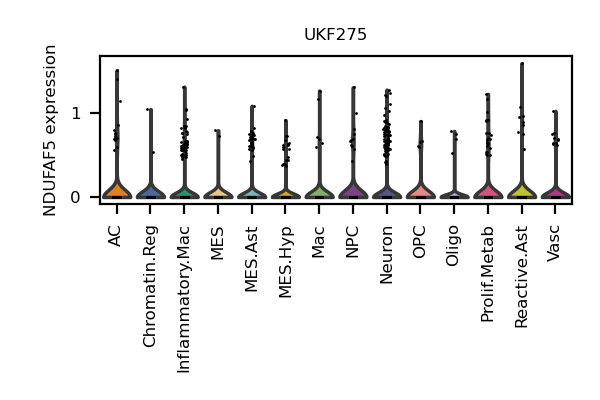 UKF275
NDUFAF5 expression
1
0
AC
Chromatin.Reg
Inflammatory.Mac
MES
MES.Ast
MES.Hyp
Mac
NPC
Neuron
OPC
Oligo
Prolif.Metab
Reactive.Ast
Vasc